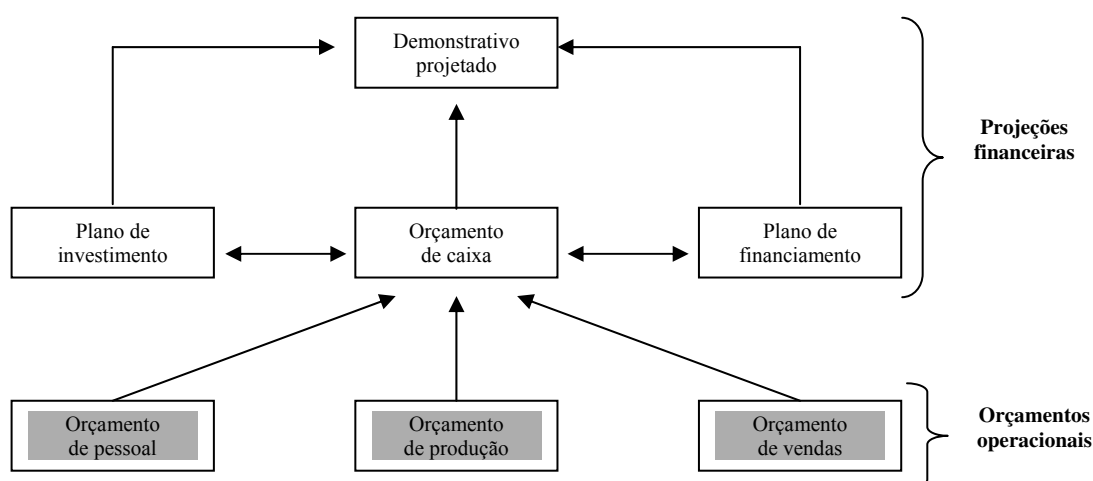 Demonstrativo
projetado
Projeções
financeiras
Plano de
investimento
Orçamento
de caixa
Plano de
financiamento
Orçamento
de pessoal
Orçamento
de produção
Orçamento
de vendas
Orçamentos
operacionais